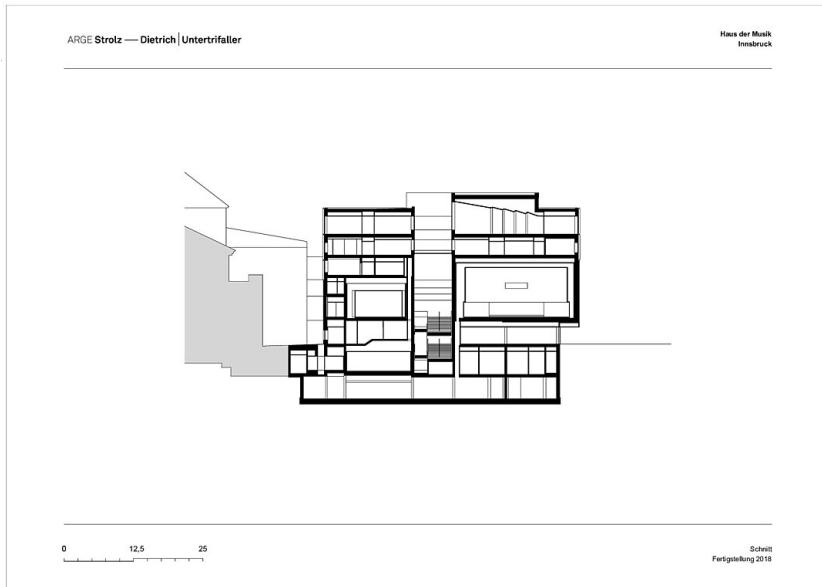 ARGE Strolz — Dietrich | Untertrifaller
Haus der Musik
Innsbruck
0 12,5 25
Schnitt
Fertigstellung 2018